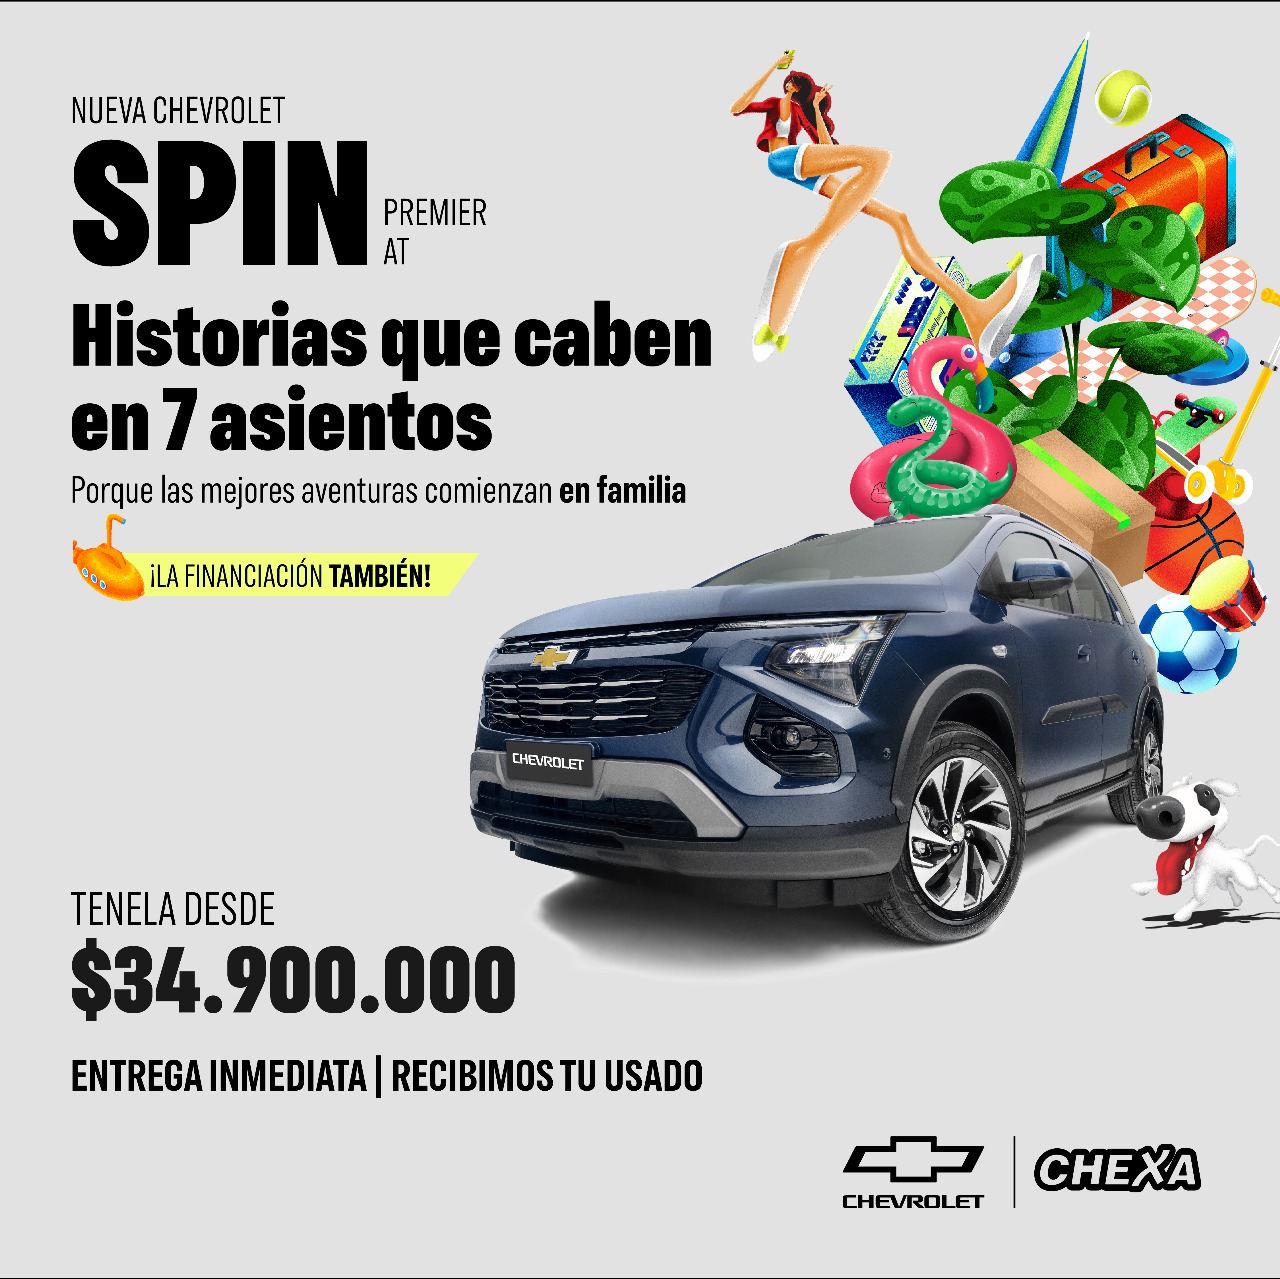 NUEVA CHEVROLET
SPIN PREMIER
AT
Historias que caben
en 7 asientos
Porque las mejores aventuras comienzan en familia
¡LA FINANCIACIÓN TAMBIÉN!
CHEVROLET
TENELA DESDE
$34.900.000
ENTREGA INMEDIATA | RECIBIMOS TU USADO
CHEVROLET
CHEXA